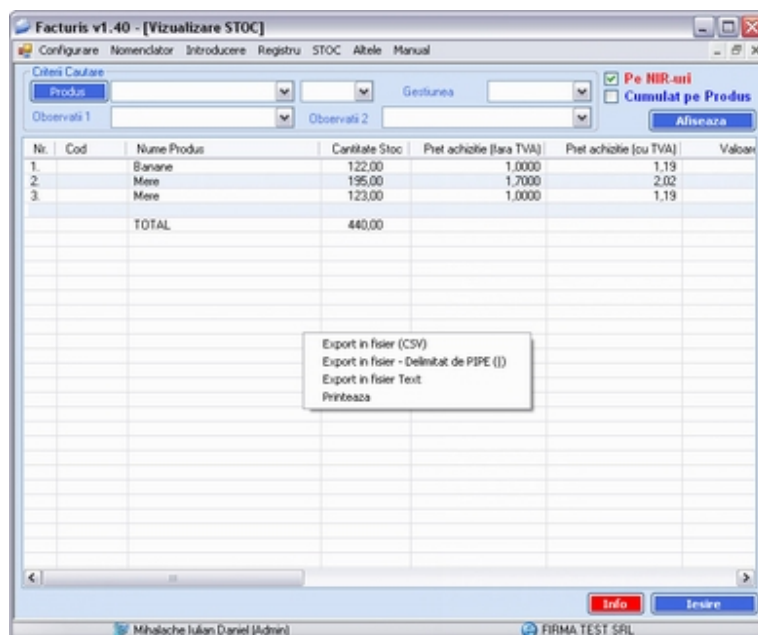 Facturis v1.40 - [Vizualizare STOC]
Configurare Nomenclator Introducere Registru STOC Altele Manual
Criterii Cautare
Produs Gestiunea Pe NIR-uri
Cumulat pe Produs
Observatii 1 Observatii 2 Afiseaza
Nr. Cod Nume Produs Cantitate Stoc Pret achizitie (fara TVA) Pret achizitie (cu TVA) Valoare
1. Banane 122,00 1,0000 1,19
2. Mere 195,00 1,7000 2,02
3. Mere 123,00 1,0000 1,19
TOTAL 440,00
Export in fisier (CSV)
Export in fisier - Delimitat de PIPE (|)
Export in fisier Text
Printeaza
Info Iesire
Mihalache Iulian Daniel (Admin) FIRMA TEST SRL